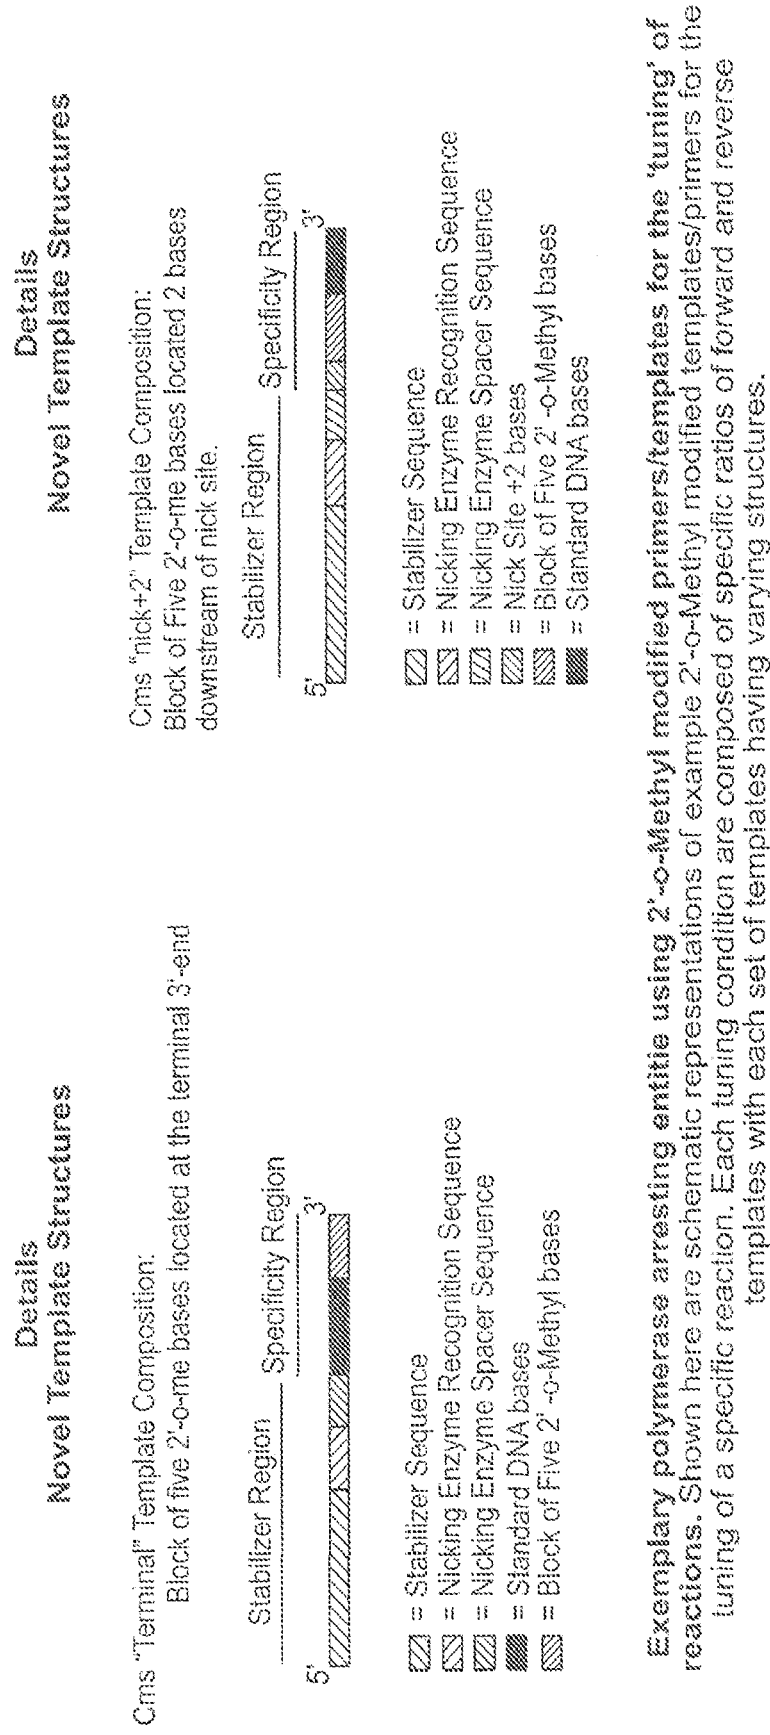 Details
Novel Template Structures
Cms "Terminal" Template Composition:
Block of five 2'-o-me bases located at the terminal 3'-end
Stabilizer Region
Specificity Region
5'
3'
= Stabilizer Sequence
= Nicking Enzyme Recognition Sequence
= Nicking Enzyme Spacer Sequence
= Standard DNA bases
= Block of Five 2'-o-Methyl bases
Details
Novel Template Structures
Cms "nick+2" Template Composition:
Block of Five 2'-o-me bases located 2 bases
downstream of nick site.
Stabilizer Region
Specificity Region
5'
3'
= Stabilizer Sequence
= Nicking Enzyme Recognition Sequence
= Nicking Enzyme Spacer Sequence
= Nick Site +2 bases
= Block of Five 2'-o-Methyl bases
= Standard DNA bases
Exemplary polymerase arresting entitie using 2'-o-Methyl modified primers/templates for the 'tuning' of
reactions. Shown here are schematic representations of example 2'-o-Methyl modified templates/primers for the
tuning of a specific reaction. Each tuning condition are composed of specific ratios of forward and reverse
templates with each set of templates having varying structures.